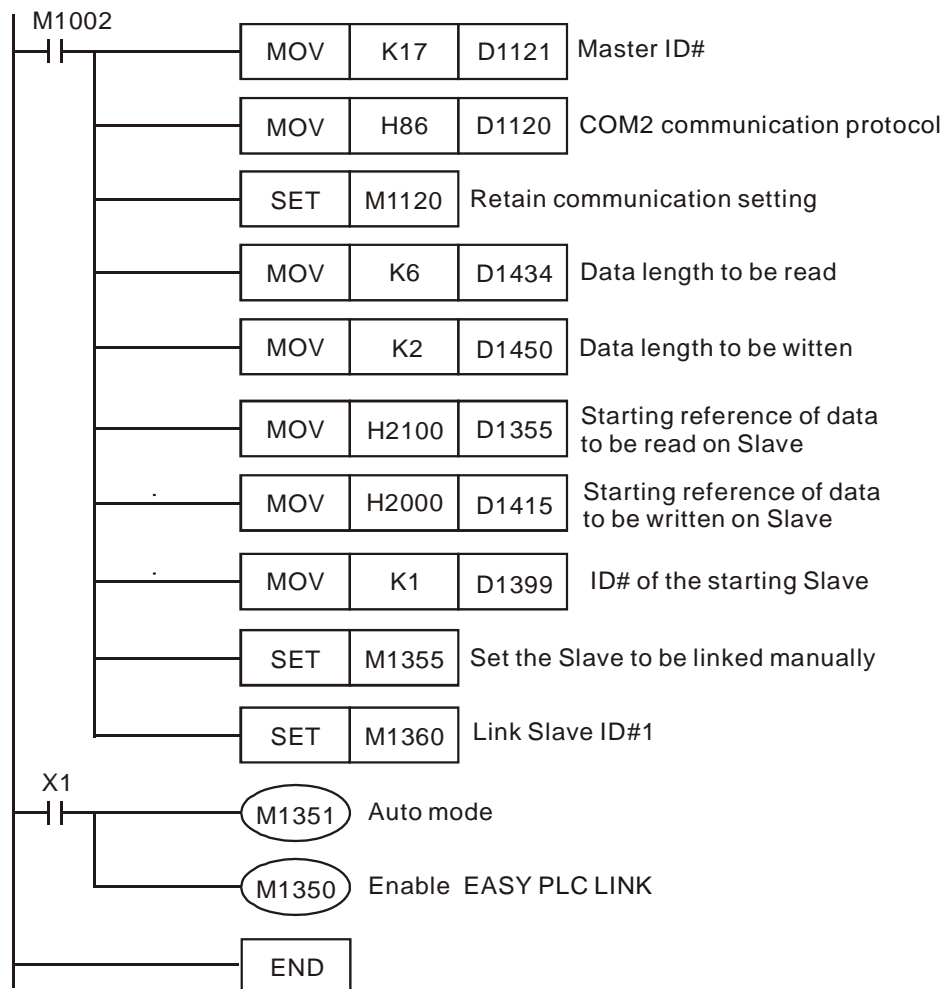 M1002
MOV K17 D1121 Master ID#
MOV H86 D1120 COM2 communication protocol
SET M1120 Retain communication setting
MOV K6 D1434 Data length to be read
MOV K2 D1450 Data length to be witten
MOV H2100 D1355 Starting reference of data
to be read on Slave
MOV H2000 D1415 Starting reference of data
to be written on Slave
MOV K1 D1399 ID# of the starting Slave
SET M1355 Set the Slave to be linked manually
SET M1360 Link Slave ID#1
X1
M1351 Auto mode
M1350 Enable EASY PLC LINK
END